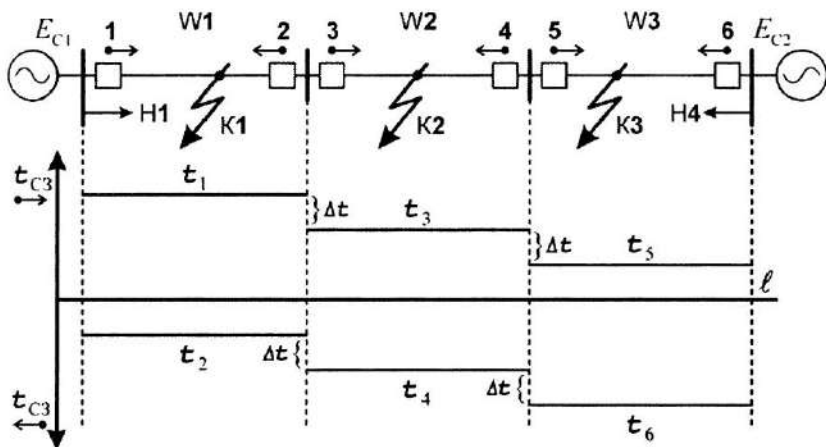 E_C1 1 W1 2 3 W2 4 5 W3 6 E_C2
H1 K1 K2 K3 H4
t_C3 t_1 } Δt t_3 } Δt t_5
ℓ
t_2 Δt { t_4 Δt { t_6
t_C3